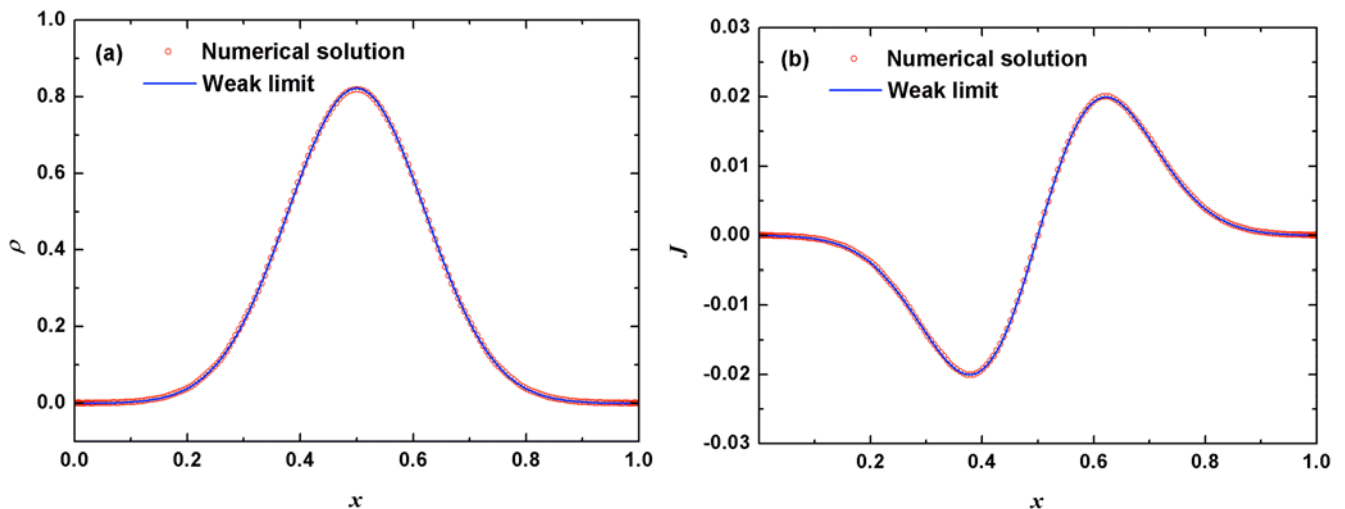 (a)
Numerical solution
Weak limit
1.0
0.8
0.6
0.4
0.2
0.0
ρ
0.0 0.2 0.4 0.6 0.8 1.0
x
(b)
Numerical solution
Weak limit
0.03
0.02
0.01
0.00
-0.01
-0.02
-0.03
J
0.2 0.4 0.6 0.8 1.0
x